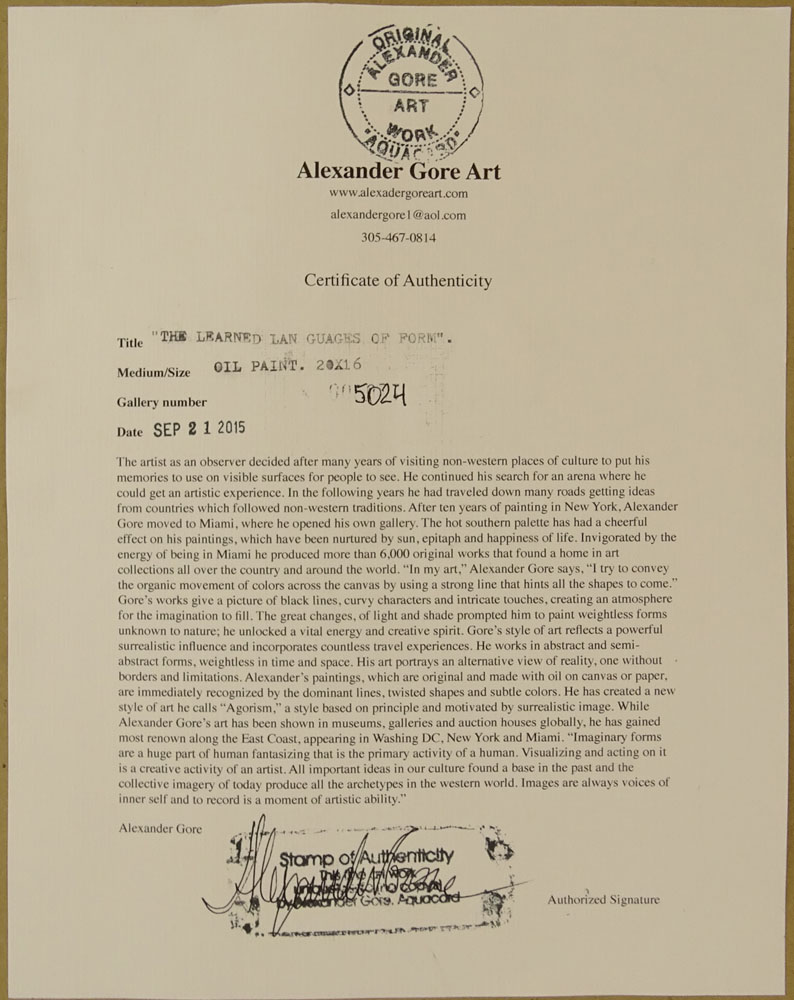 ORIGINAL
ALEXANDER
GORE
ART
WORK
"AQUACARD"
Alexander Gore Art
www.alexadergoreart.com
alexandergore1@aol.com
305-467-0814
Certificate of Authenticity
Title "THE LEARNED LAN GUAGES OF FORM".
Medium/Size OIL PAINT. 20X16
Gallery number 5024
Date SEP 2 1 2015
The artist as an observer decided after many years of visiting non-western places of culture to put his
memories to use on visible surfaces for people to see. He continued his search for an arena where he
could get an artistic experience. In the following years he had traveled down many roads getting ideas
from countries which followed non-western traditions. After ten years of painting in New York, Alexander
Gore moved to Miami, where he opened his own gallery. The hot southern palette has had a cheerful
effect on his paintings, which have been nurtured by sun, epitaph and happiness of life. Invigorated by the
energy of being in Miami he produced more than 6,000 original works that found a home in art
collections all over the country and around the world. "In my art," Alexander Gore says, "I try to convey
the organic movement of colors across the canvas by using a strong line that hints all the shapes to come."
Gore's works give a picture of black lines, curvy characters and intricate touches, creating an atmosphere
for the imagination to fill. The great changes, of light and shade prompted him to paint weightless forms
unknown to nature; he unlocked a vital energy and creative spirit. Gore's style of art reflects a powerful
surrealistic influence and incorporates countless travel experiences. He works in abstract and semi-
abstract forms, weightless in time and space. His art portrays an alternative view of reality, one without
borders and limitations. Alexander's paintings, which are original and made with oil on canvas or paper,
are immediately recognized by the dominant lines, twisted shapes and subtle colors. He has created a new
style of art he calls "Agorism," a style based on principle and motivated by surrealistic image. While
Alexander Gore's art has been shown in museums, galleries and auction houses globally, he has gained
most renown along the East Coast, appearing in Washing DC, New York and Miami. "Imaginary forms
are a huge part of human fantasizing that is the primary activity of a human. Visualizing and acting on it
is a creative activity of an artist. All important ideas in our culture found a base in the past and the
collective imagery of today produce all the archetypes in the western world. Images are always voices of
inner self and to record is a moment of artistic ability."
Alexander Gore
Stamp of Authenticity
by Alexander Gore, Aquacard
Authorized Signature